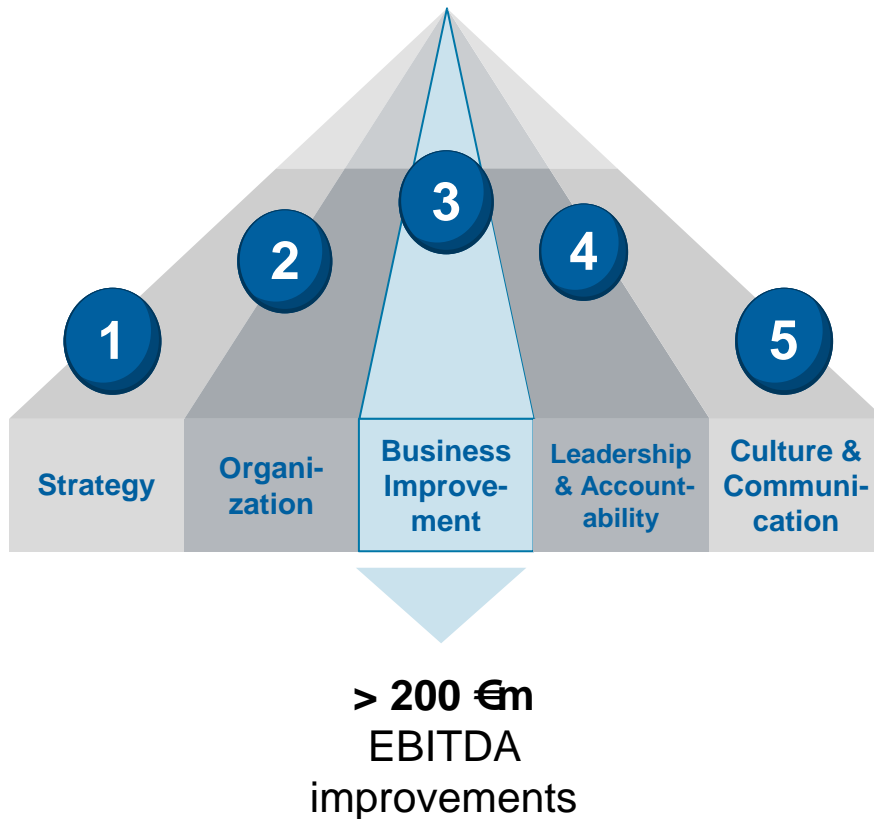 1
2
3
4
5
Strategy
Organi-
zation
Business
Improve-
ment
Leadership
& Account-
ability
Culture &
Communi-
cation
> 200 €m
EBITDA
improvements